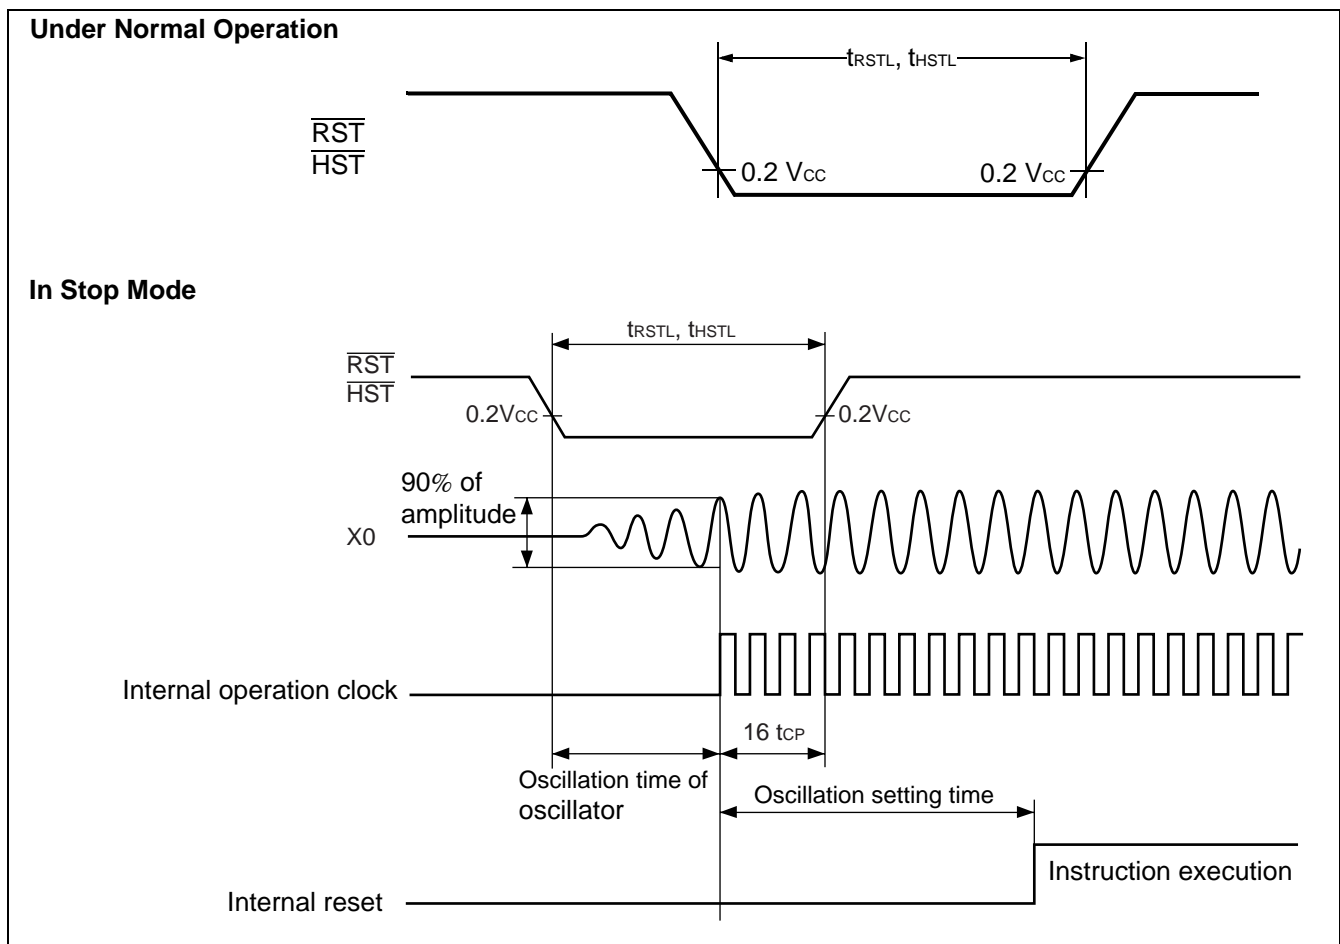 Under Normal Operation
tRSTL, tHSTL
RST
HST
0.2 VCC
0.2 VCC
In Stop Mode
tRSTL, tHSTL
RST
HST
0.2VCC
0.2VCC
90% of
amplitude
X0
Internal operation clock
16 tCP
Oscillation time of
oscillator
Oscillation setting time
Instruction execution
Internal reset